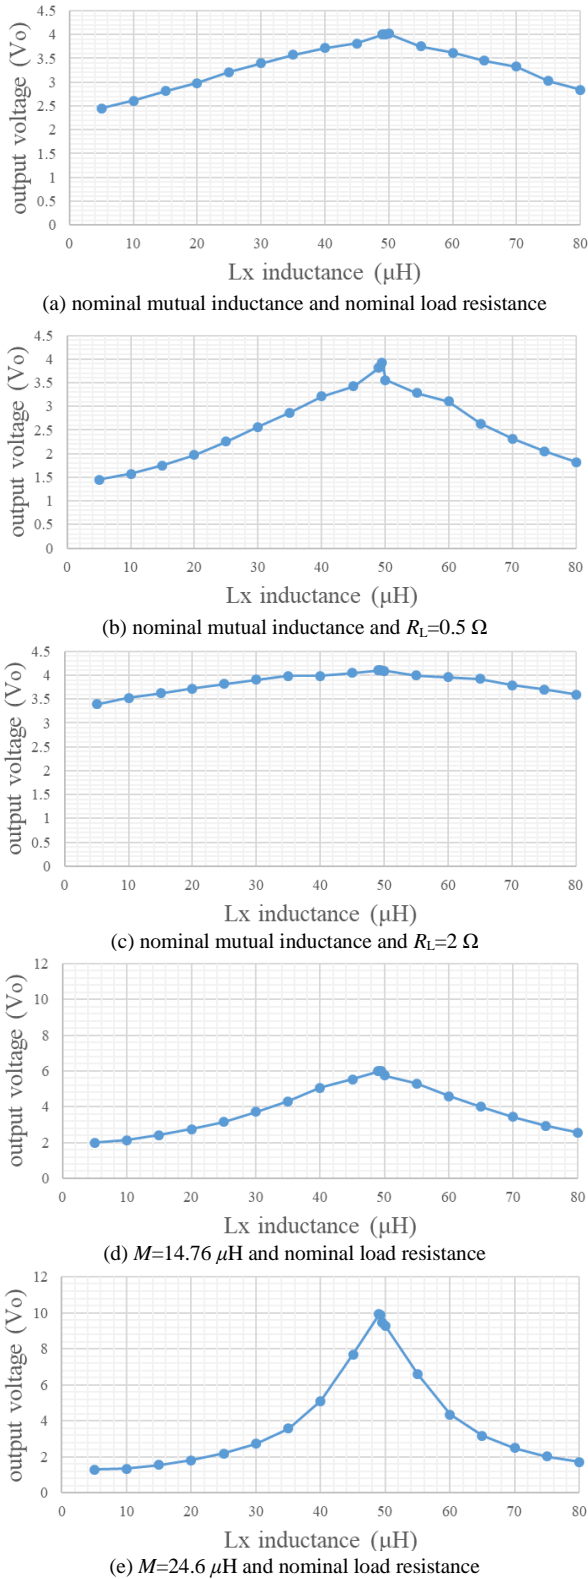 output voltage (Vo)
4.5
4
3.5
3
2.5
2
1.5
1
0.5
0
0 10 20 30 40 50 60 70 80
Lx inductance (μH)
(a) nominal mutual inductance and nominal load resistance
output voltage (Vo)
4.5
4
3.5
3
2.5
2
1.5
1
0.5
0
0 10 20 30 40 50 60 70 80
Lx inductance (μH)
(b) nominal mutual inductance and RL=0.5 Ω
output voltage (Vo)
4.5
4
3.5
3
2.5
2
1.5
1
0.5
0
0 10 20 30 40 50 60 70 80
Lx inductance (μH)
(c) nominal mutual inductance and RL=2 Ω
output voltage (Vo)
12
10
8
6
4
2
0
0 10 20 30 40 50 60 70 80
Lx inductance (μH)
(d) M=14.76 μH and nominal load resistance
output voltage (Vo)
12
10
8
6
4
2
0
0 10 20 30 40 50 60 70 80
Lx inductance (μH)
(e) M=24.6 μH and nominal load resistance